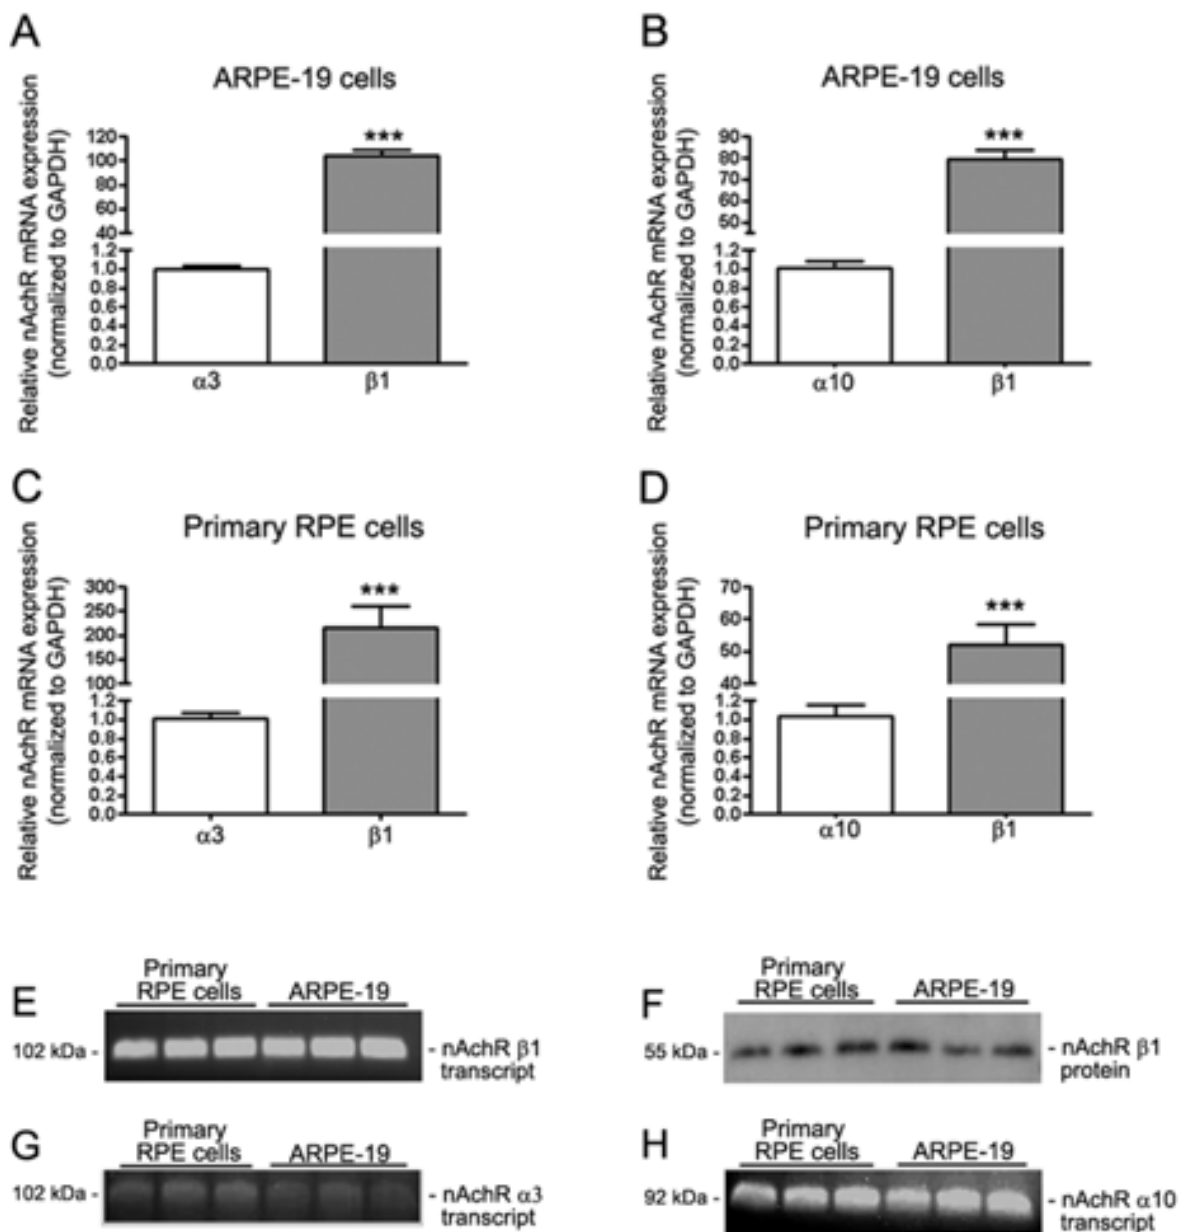 A
ARPE-19 cells
Relative nAchR mRNA expression
(normalized to GAPDH)
120
100
80
60
40
1.2
1.0
0.8
0.6
0.4
0.2
0.0
***
α3
β1
B
ARPE-19 cells
Relative nAchR mRNA expression
(normalized to GAPDH)
90
80
70
60
50
1.2
1.0
0.8
0.6
0.4
0.2
0.0
***
α10
β1
C
Primary RPE cells
Relative nAchR mRNA expression
(normalized to GAPDH)
300
250
200
150
100
1.2
1.0
0.8
0.6
0.4
0.2
0.0
***
α3
β1
D
Primary RPE cells
Relative nAchR mRNA expression
(normalized to GAPDH)
70
60
50
40
1.2
1.0
0.8
0.6
0.4
0.2
0.0
***
α10
β1
E
Primary
RPE cells
ARPE-19
102 kDa -
- nAchR β1
transcript
F
Primary
RPE cells
ARPE-19
55 kDa -
- nAchR β1
protein
G
Primary
RPE cells
ARPE-19
102 kDa -
- nAchR α3
transcript
H
Primary
RPE cells
ARPE-19
92 kDa -
- nAchR α10
transcript